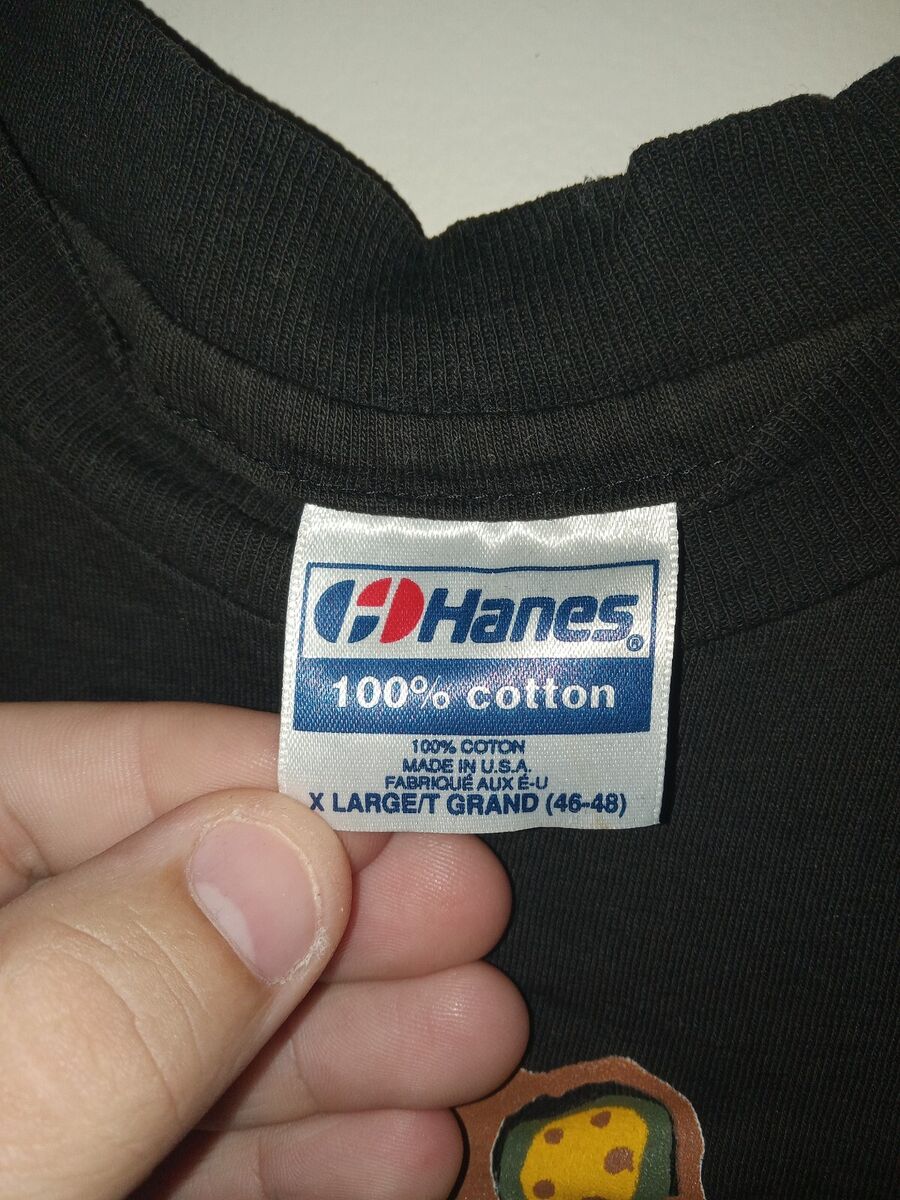 Hanes®
100% cotton
100% COTON
MADE IN U.S.A.
FABRIQUÉ AUX É-U
X LARGE/T GRAND (46-48)